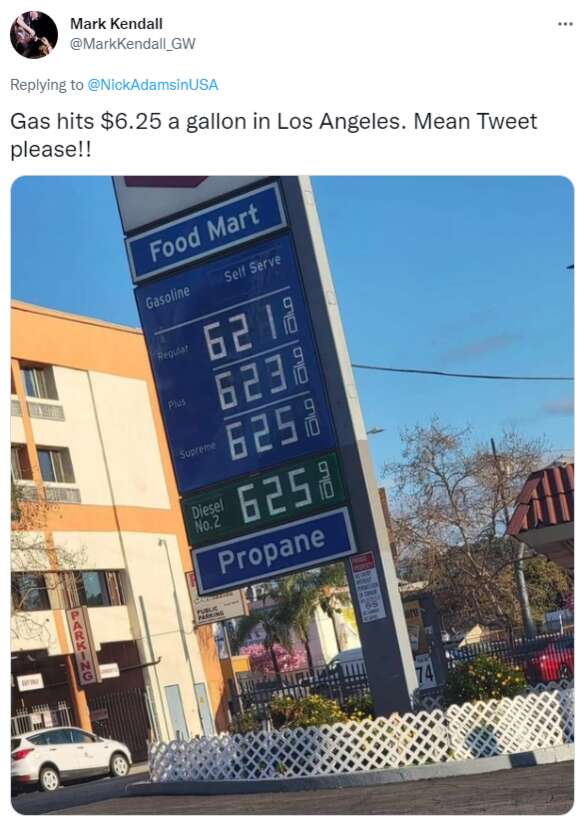 Mark Kendall
@MarkKendall_GW
Replying to @NickAdamsinUSA
Gas hits $6.25 a gallon in Los Angeles. Mean Tweet
please!!
Food Mart
Self Serve
Gasoline
Regular 621 9/10
Plus 623 9/10
Supreme 625 9/10
Diesel
No.2 625 9/10
Propane
PUBLIC
PARKING
PARKING
74